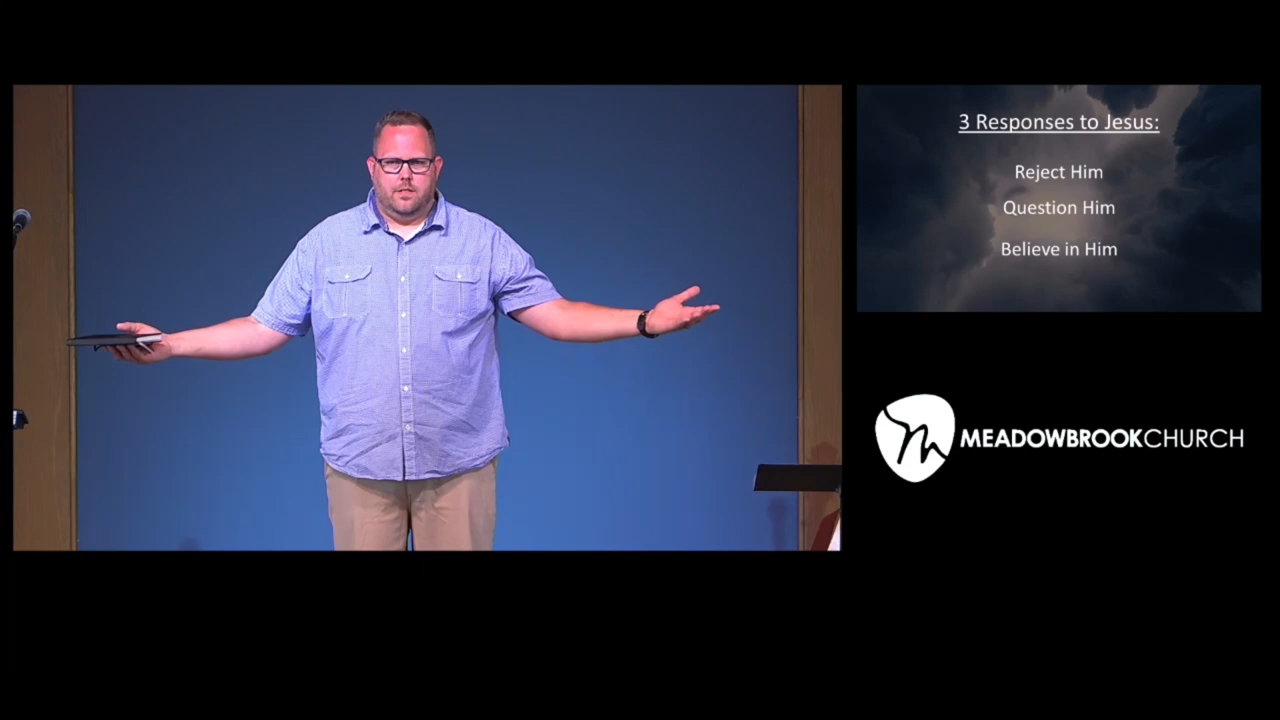 3 Responses to Jesus:
Reject Him
Question Him
Believe in Him
MEADOWBROOKCHURCH